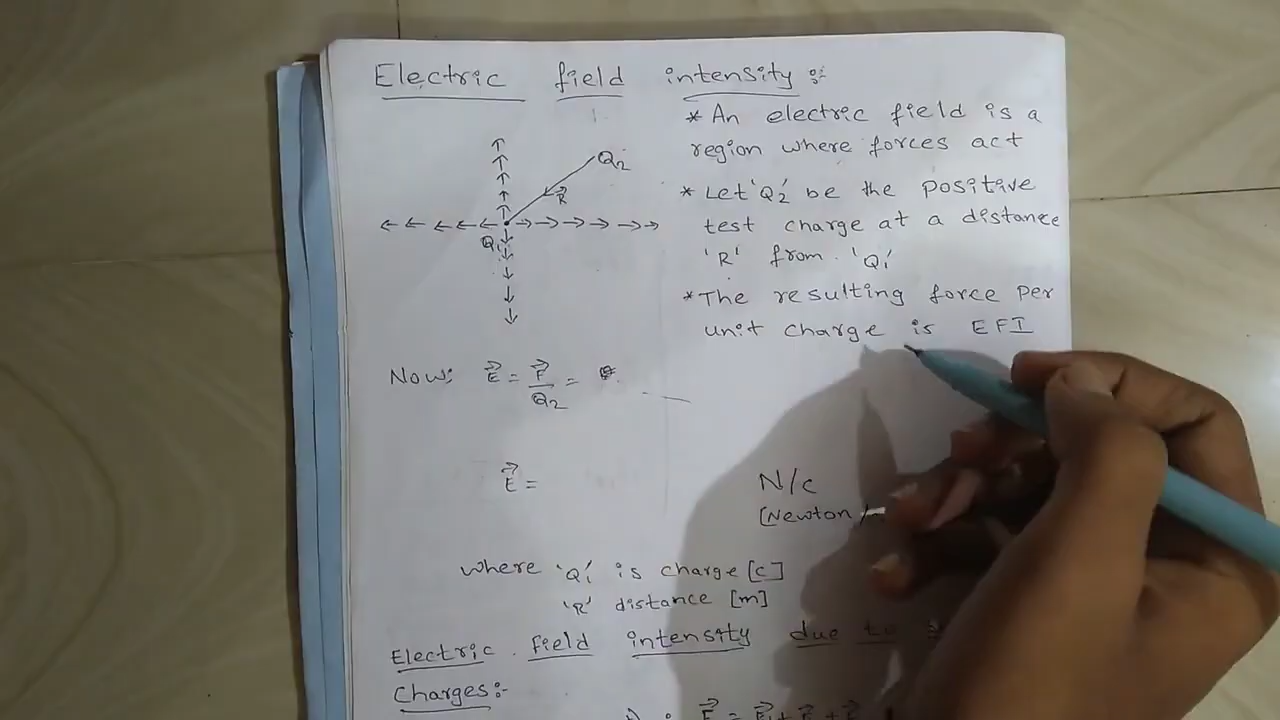 Electric field intensity :-
* An electric field is a
region where forces act
* Let 'Q2' be the positive
test charge at a distance
'R' from 'Q1'
* The resulting force per
unit charge is EFI
Q2
R
Q1
Now: E = F/Q2 =
E =
N/C
[Newton /
where 'Q1' is charge [C]
'R' distance [m]
Electric Field intensity due to
Charges:-